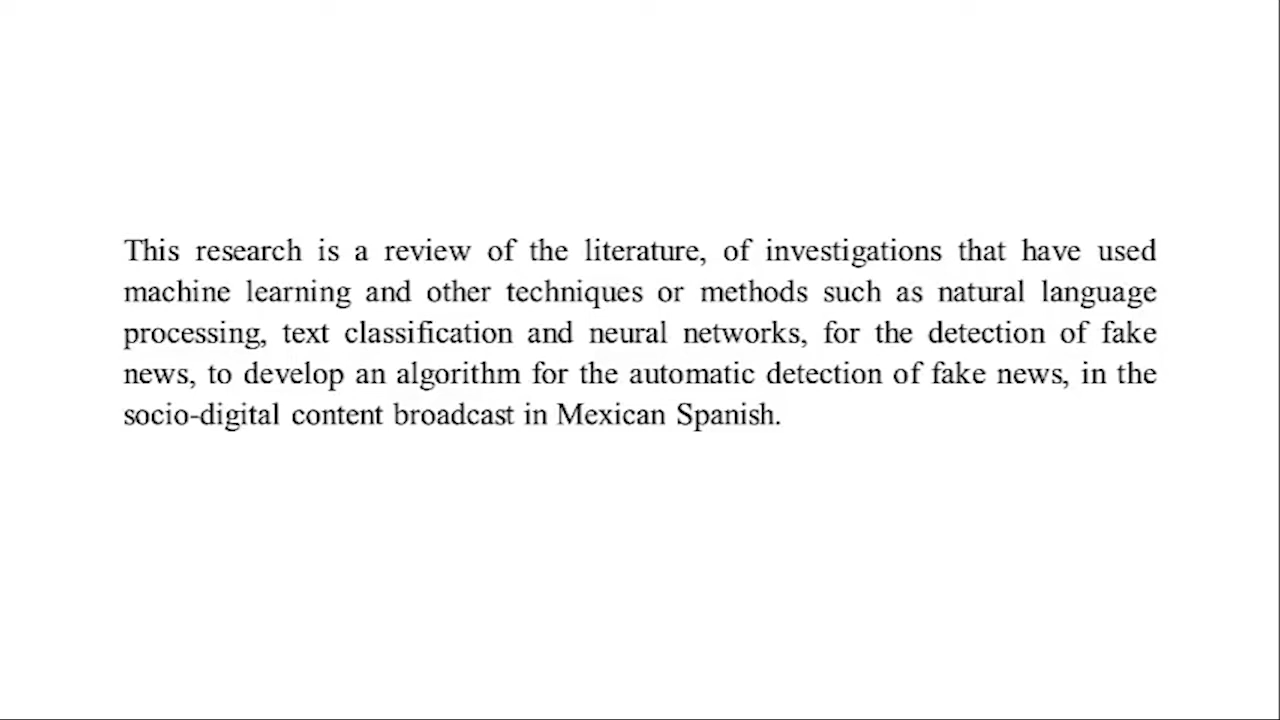 This research is a review of the literature, of investigations that have used
machine learning and other techniques or methods such as natural language
processing, text classification and neural networks, for the detection of fake
news, to develop an algorithm for the automatic detection of fake news, in the
socio-digital content broadcast in Mexican Spanish.